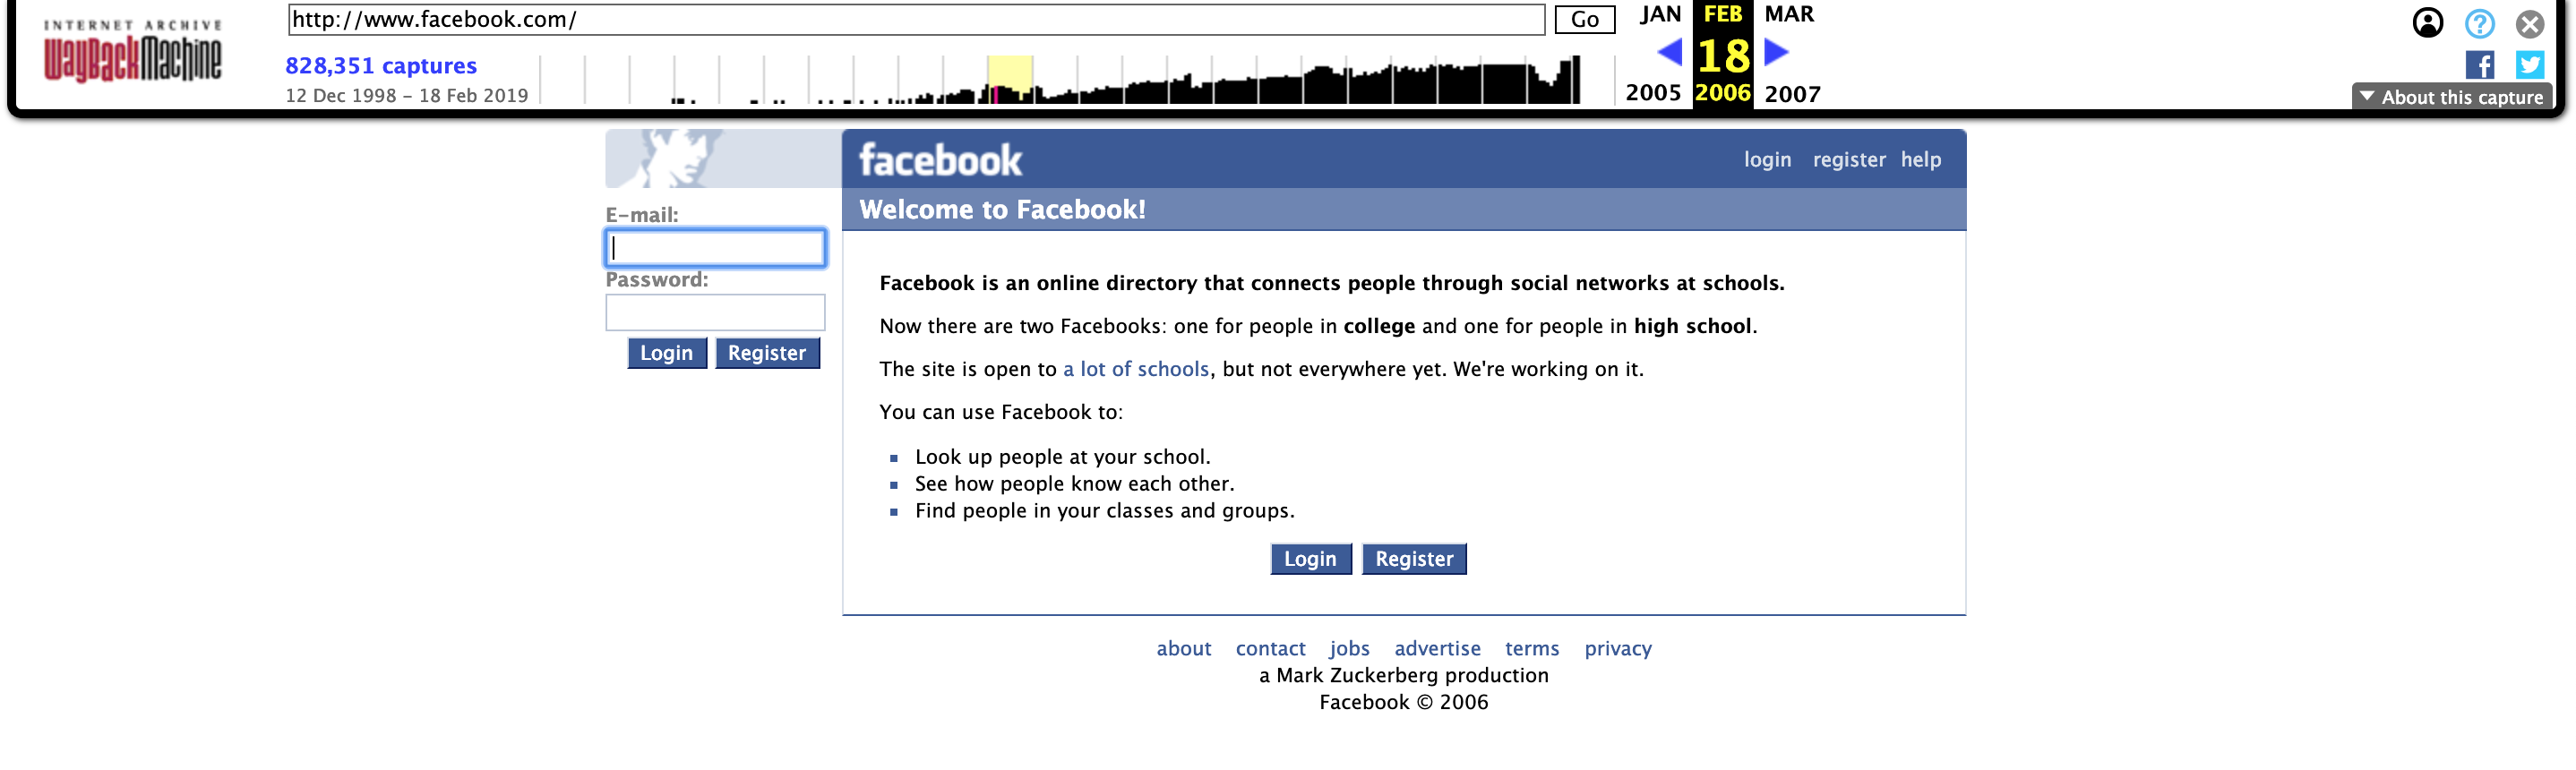 INTERNET ARCHIVE
WayBackMachine
http://www.facebook.com/
Go
828,351 captures
12 Dec 1998 – 18 Feb 2019
JAN FEB MAR
18
2005 2006 2007
f
About this capture
facebook
login register help
Welcome to Facebook!
E-mail:
Password:
Login Register
Facebook is an online directory that connects people through social networks at schools.
Now there are two Facebooks: one for people in college and one for people in high school.
The site is open to a lot of schools, but not everywhere yet. We're working on it.
You can use Facebook to:
Look up people at your school.
See how people know each other.
Find people in your classes and groups.
Login Register
about contact jobs advertise terms privacy
a Mark Zuckerberg production
Facebook © 2006